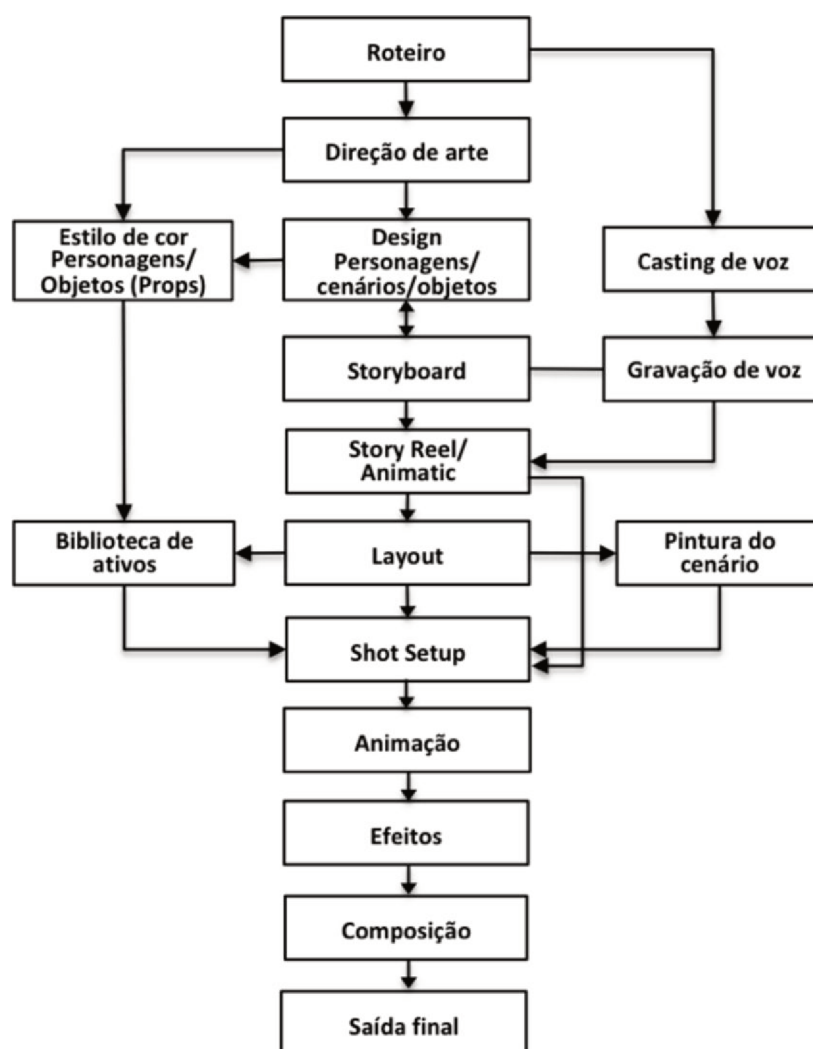 Roteiro
Direção de arte
Estilo de cor
Personagens/
Objetos (Props)
Design
Personagens/
cenários/objetos
Casting de voz
Storyboard
Gravação de voz
Story Reel/
Animatic
Biblioteca de
ativos
Layout
Pintura do
cenário
Shot Setup
Animação
Efeitos
Composição
Saída final